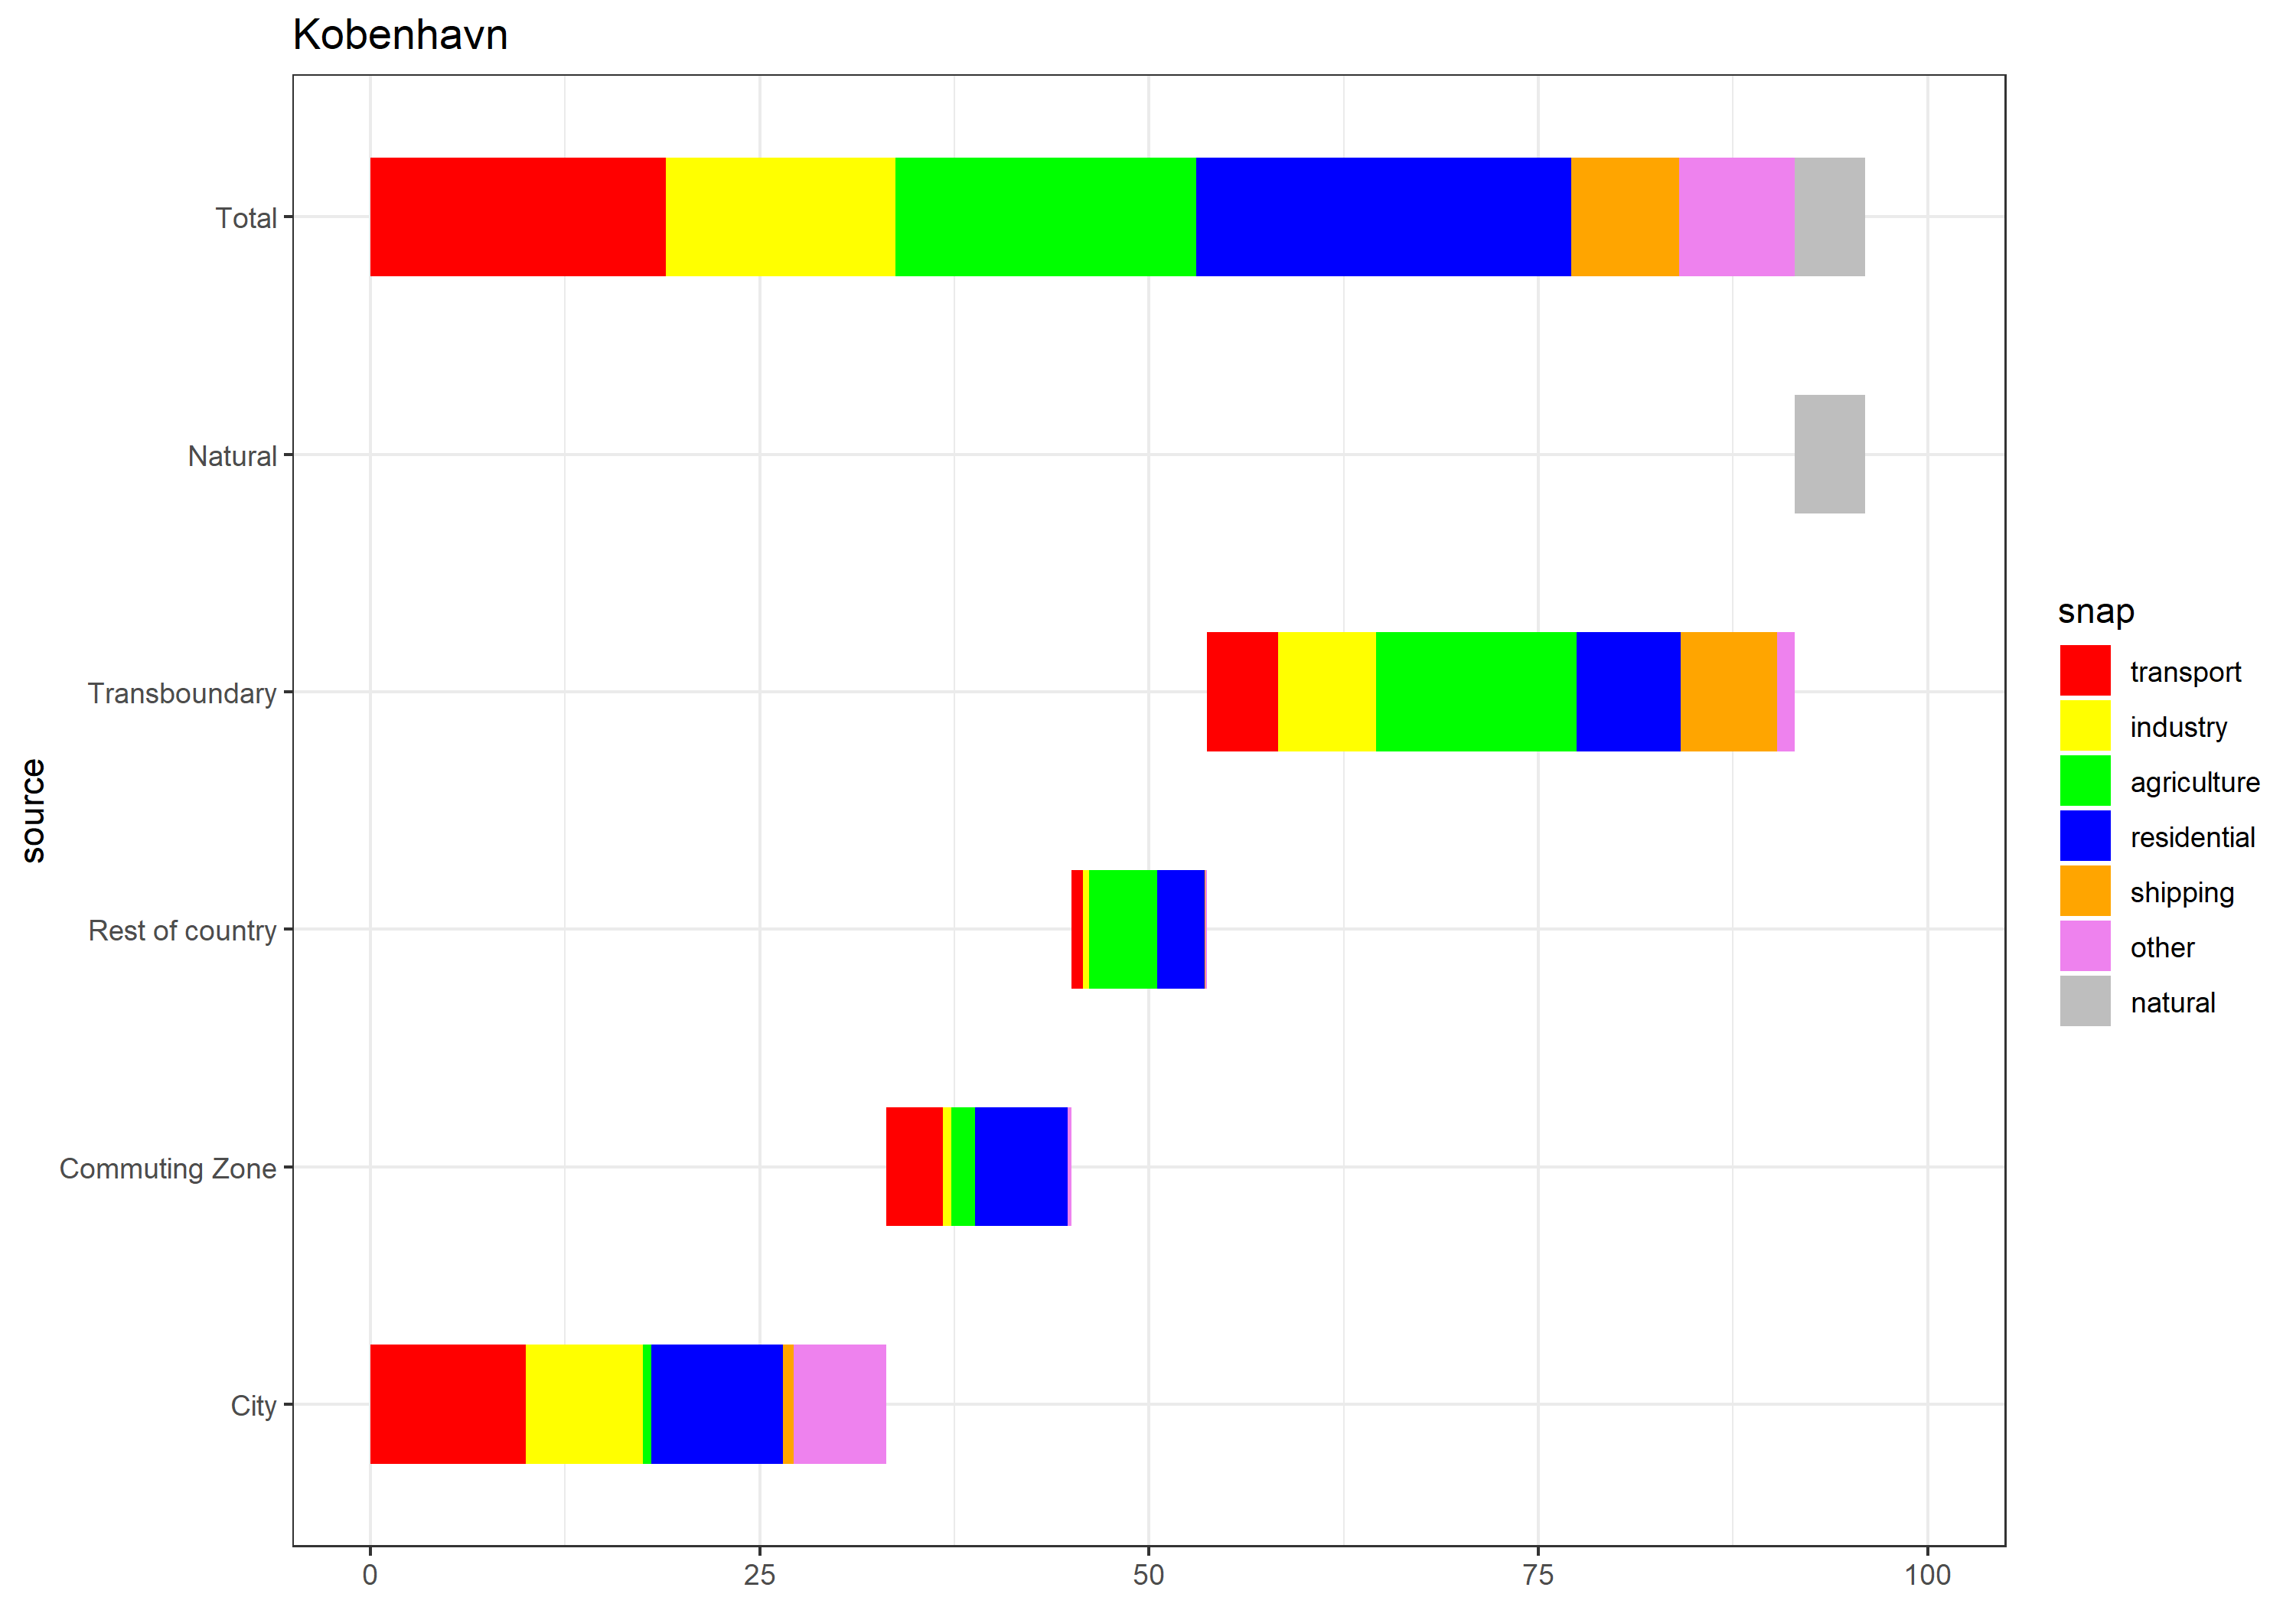 Kobenhavn
Total
Natural
Transboundary
Rest of country
Commuting Zone
City
source
0 25 50 75 100
snap
transport
industry
agriculture
residential
shipping
other
natural